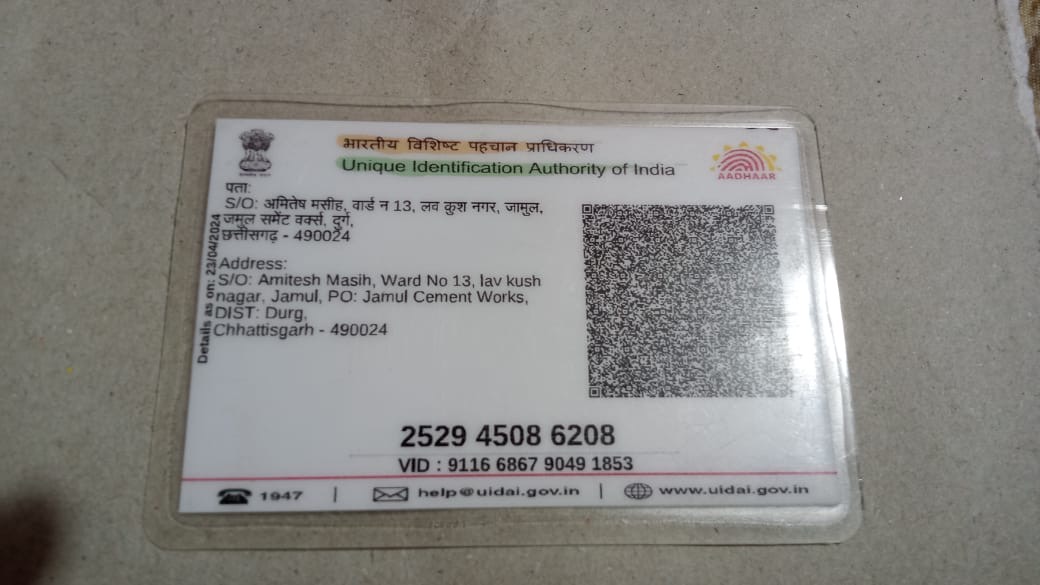 भारतीय विशिष्ट पहचान प्राधिकरण
Unique Identification Authority of India
AADHAAR
पता:
S/O: अमितेष मसीह, वार्ड न 13, लव कुश नगर, जामुल,
जमुल समेंट वर्क्स, दुर्ग,
छत्तीसगढ़ - 490024
Address:
S/O: Amitesh Masih, Ward No 13, lav kush
nagar, Jamul, PO: Jamul Cement Works,
DIST: Durg,
Chhattisgarh - 490024
Details as on: 23/04/2024
2529 4508 6208
VID : 9116 6867 9049 1853
1947 | help@uidai.gov.in | www.uidai.gov.in